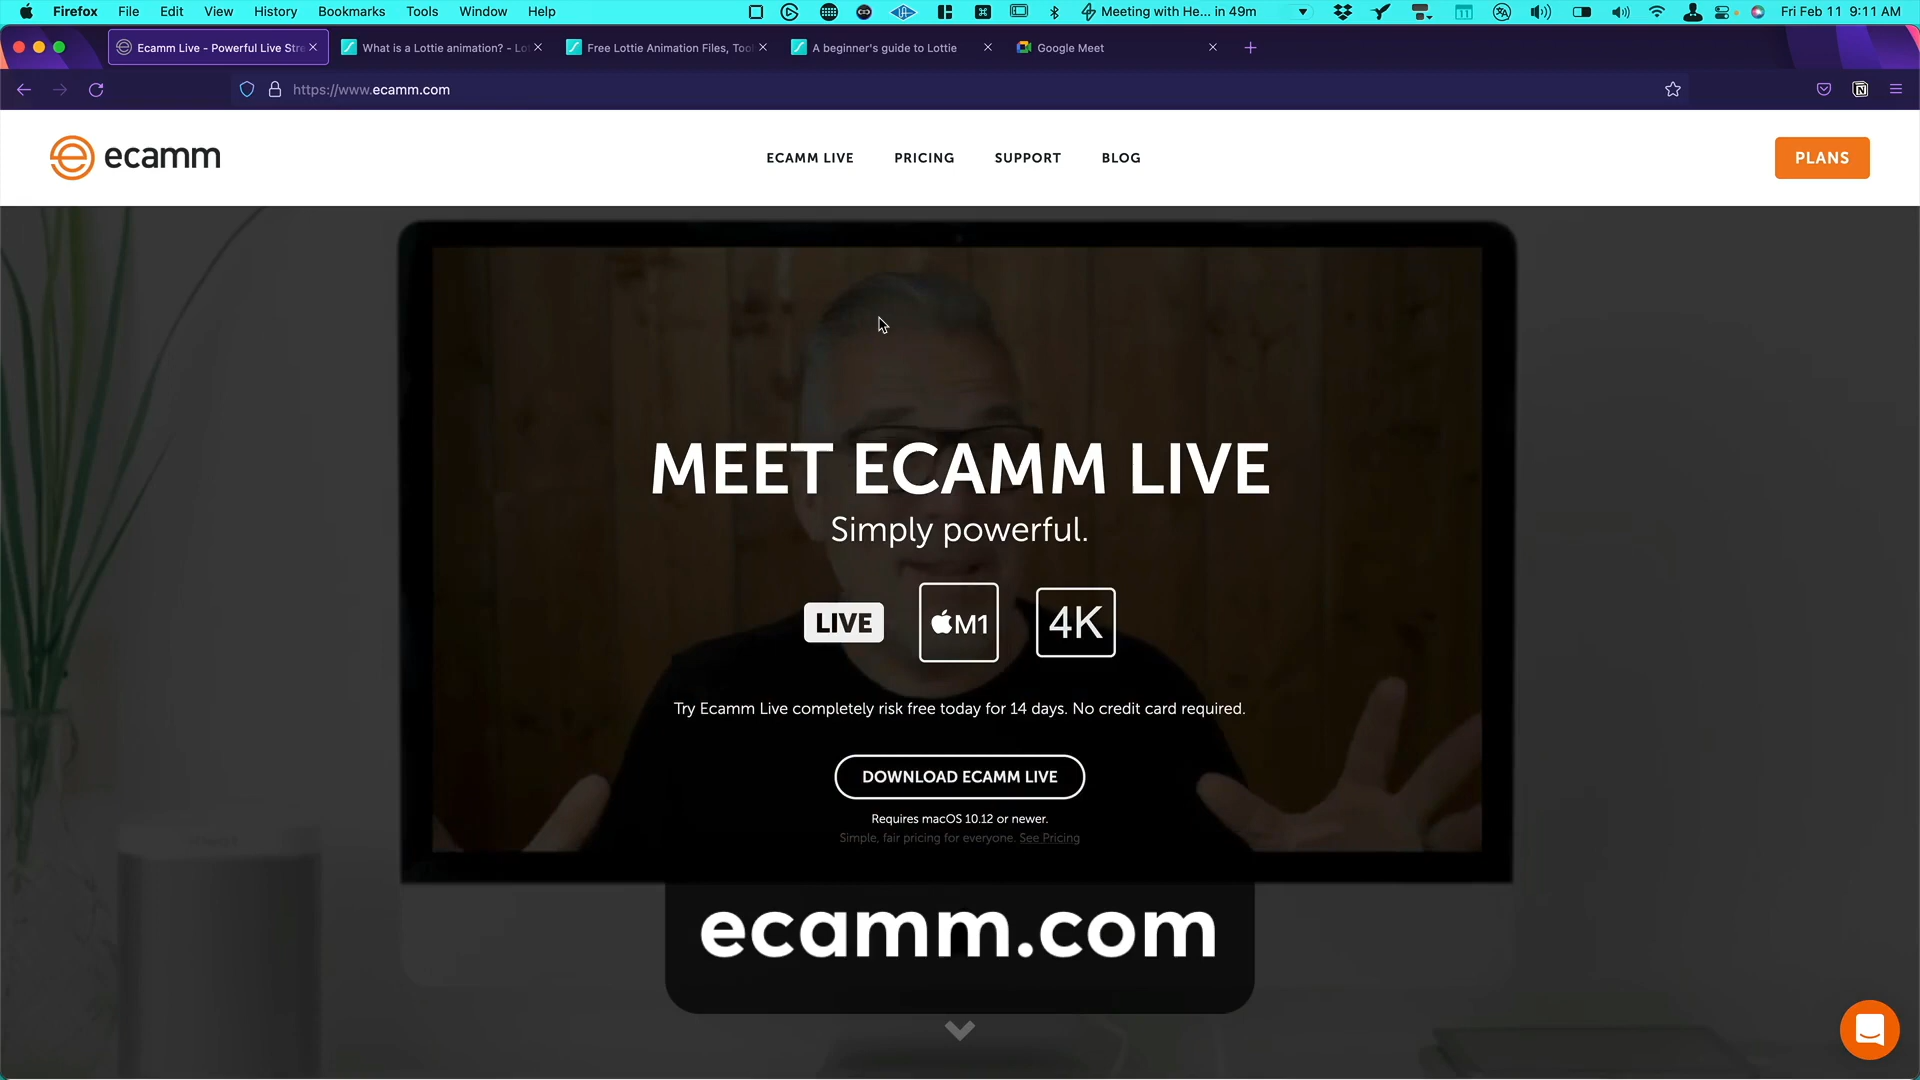 Firefox File Edit View History Bookmarks Tools Window Help Meeting with He... in 49m 11 Fri Feb 11 9:11 AM
Ecamm Live - Powerful Live Stre What is a Lottie animation? - Lo Free Lottie Animation Files, Too A beginner's guide to Lottie Google Meet
https://www.ecamm.com
ecamm ECAMM LIVE PRICING SUPPORT BLOG PLANS
MEET ECAMM LIVE
Simply powerful.
LIVE M1 4K
Try Ecamm Live completely risk free today for 14 days. No credit card required.
DOWNLOAD ECAMM LIVE
Requires macOS 10.12 or newer.
Simple, fair pricing for everyone. See Pricing
ecamm.com